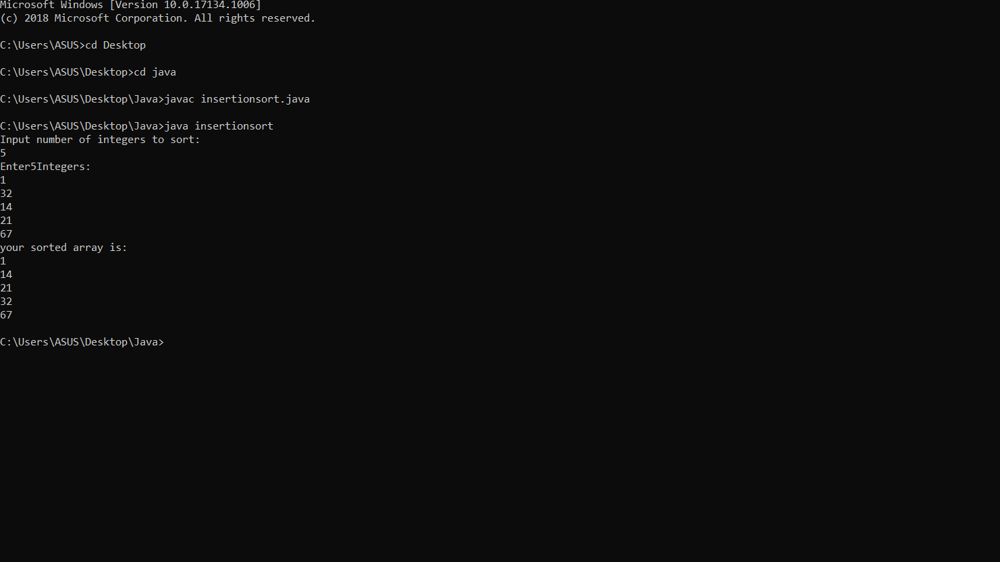 Microsoft Windows [Version 10.0.17134.1006]
(c) 2018 Microsoft Corporation. All rights reserved.
C:\Users\ASUS>cd Desktop
C:\Users\ASUS\Desktop>cd java
C:\Users\ASUS\Desktop\Java>javac insertionsort.java
C:\Users\ASUS\Desktop\Java>java insertionsort
Input number of integers to sort:
5
Enter5Integers:
1
32
14
21
67
your sorted array is:
1
14
21
32
67
C:\Users\ASUS\Desktop\Java>